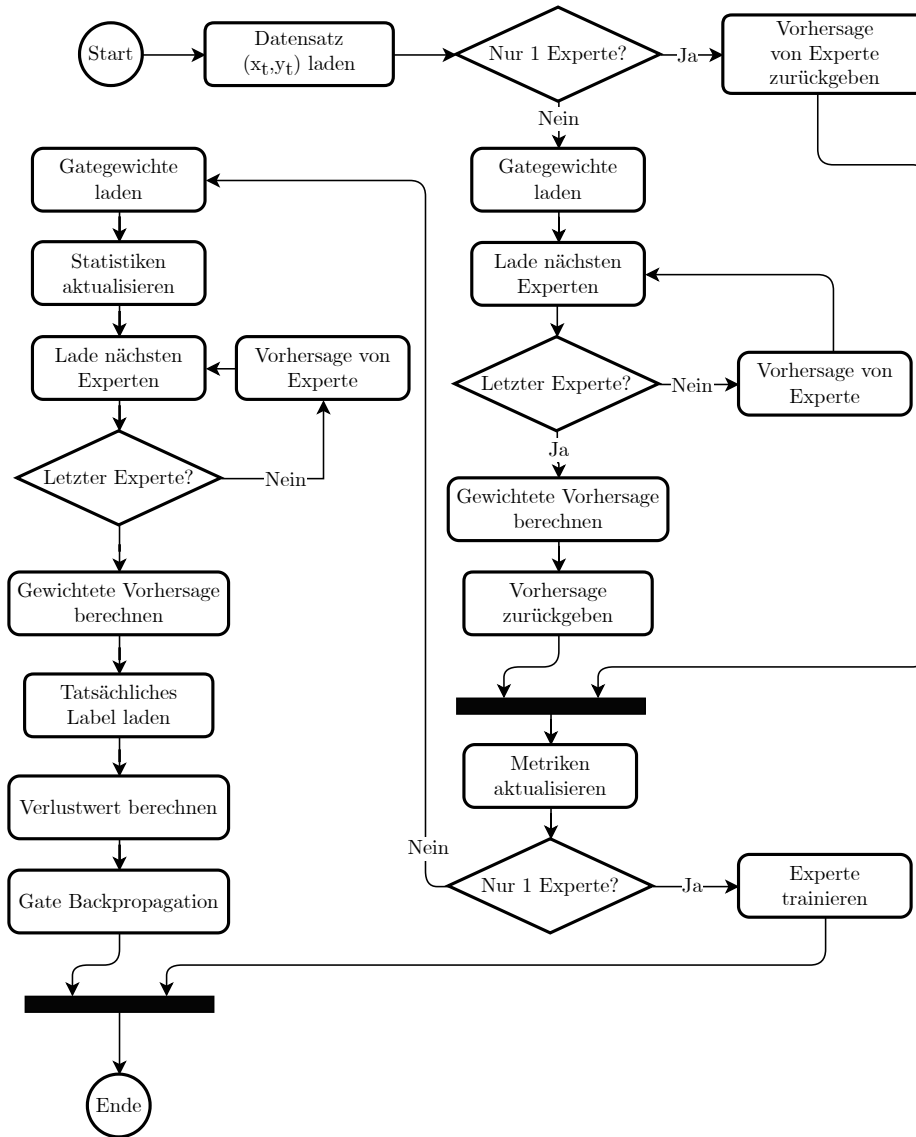 Start
Datensatz
(xₜ,yₜ) laden
Nur 1 Experte?
Ja
Vorhersage
von Experte
zurückgeben
Nein
Gategewichte
laden
Lade nächsten
Experten
Letzter Experte?
Nein
Vorhersage von
Experte
Ja
Gewichtete Vorhersage
berechnen
Vorhersage
zurückgeben
Metriken
aktualisieren
Nur 1 Experte?
Ja
Experte
trainieren
Nein
Gategewichte
laden
Statistiken
aktualisieren
Lade nächsten
Experten
Vorhersage von
Experte
Letzter Experte?
Nein
Gewichtete Vorhersage
berechnen
Tatsächliches
Label laden
Verlustwert berechnen
Gate Backpropagation
Ende